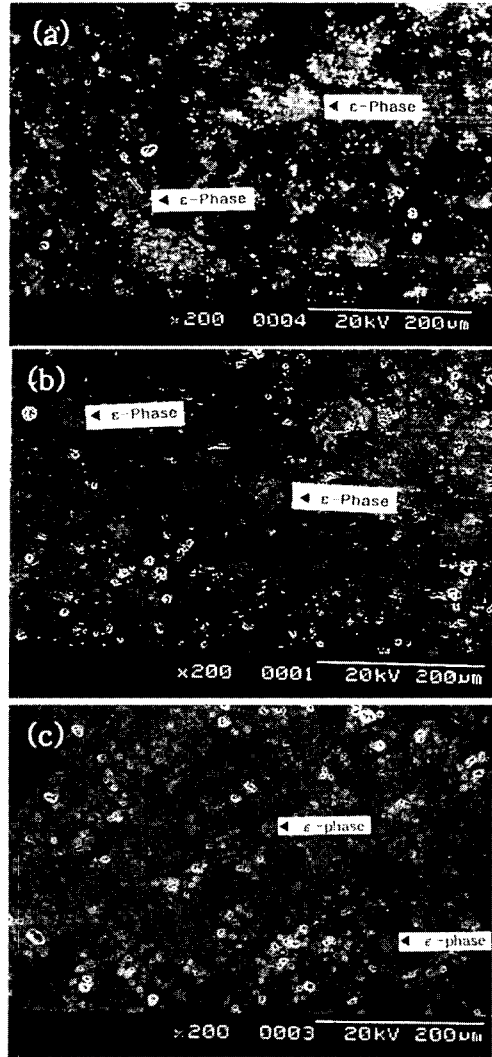 (a)
◄ ε-Phase
◄ ε-Phase
×200 0004 20kV 200μm
(b)
◄ ε-Phase
◄ ε-Phase
×200 0001 20kV 200μm
(c)
◄ ε-phase
◄ ε-phase
×200 0003 20kV 200μm